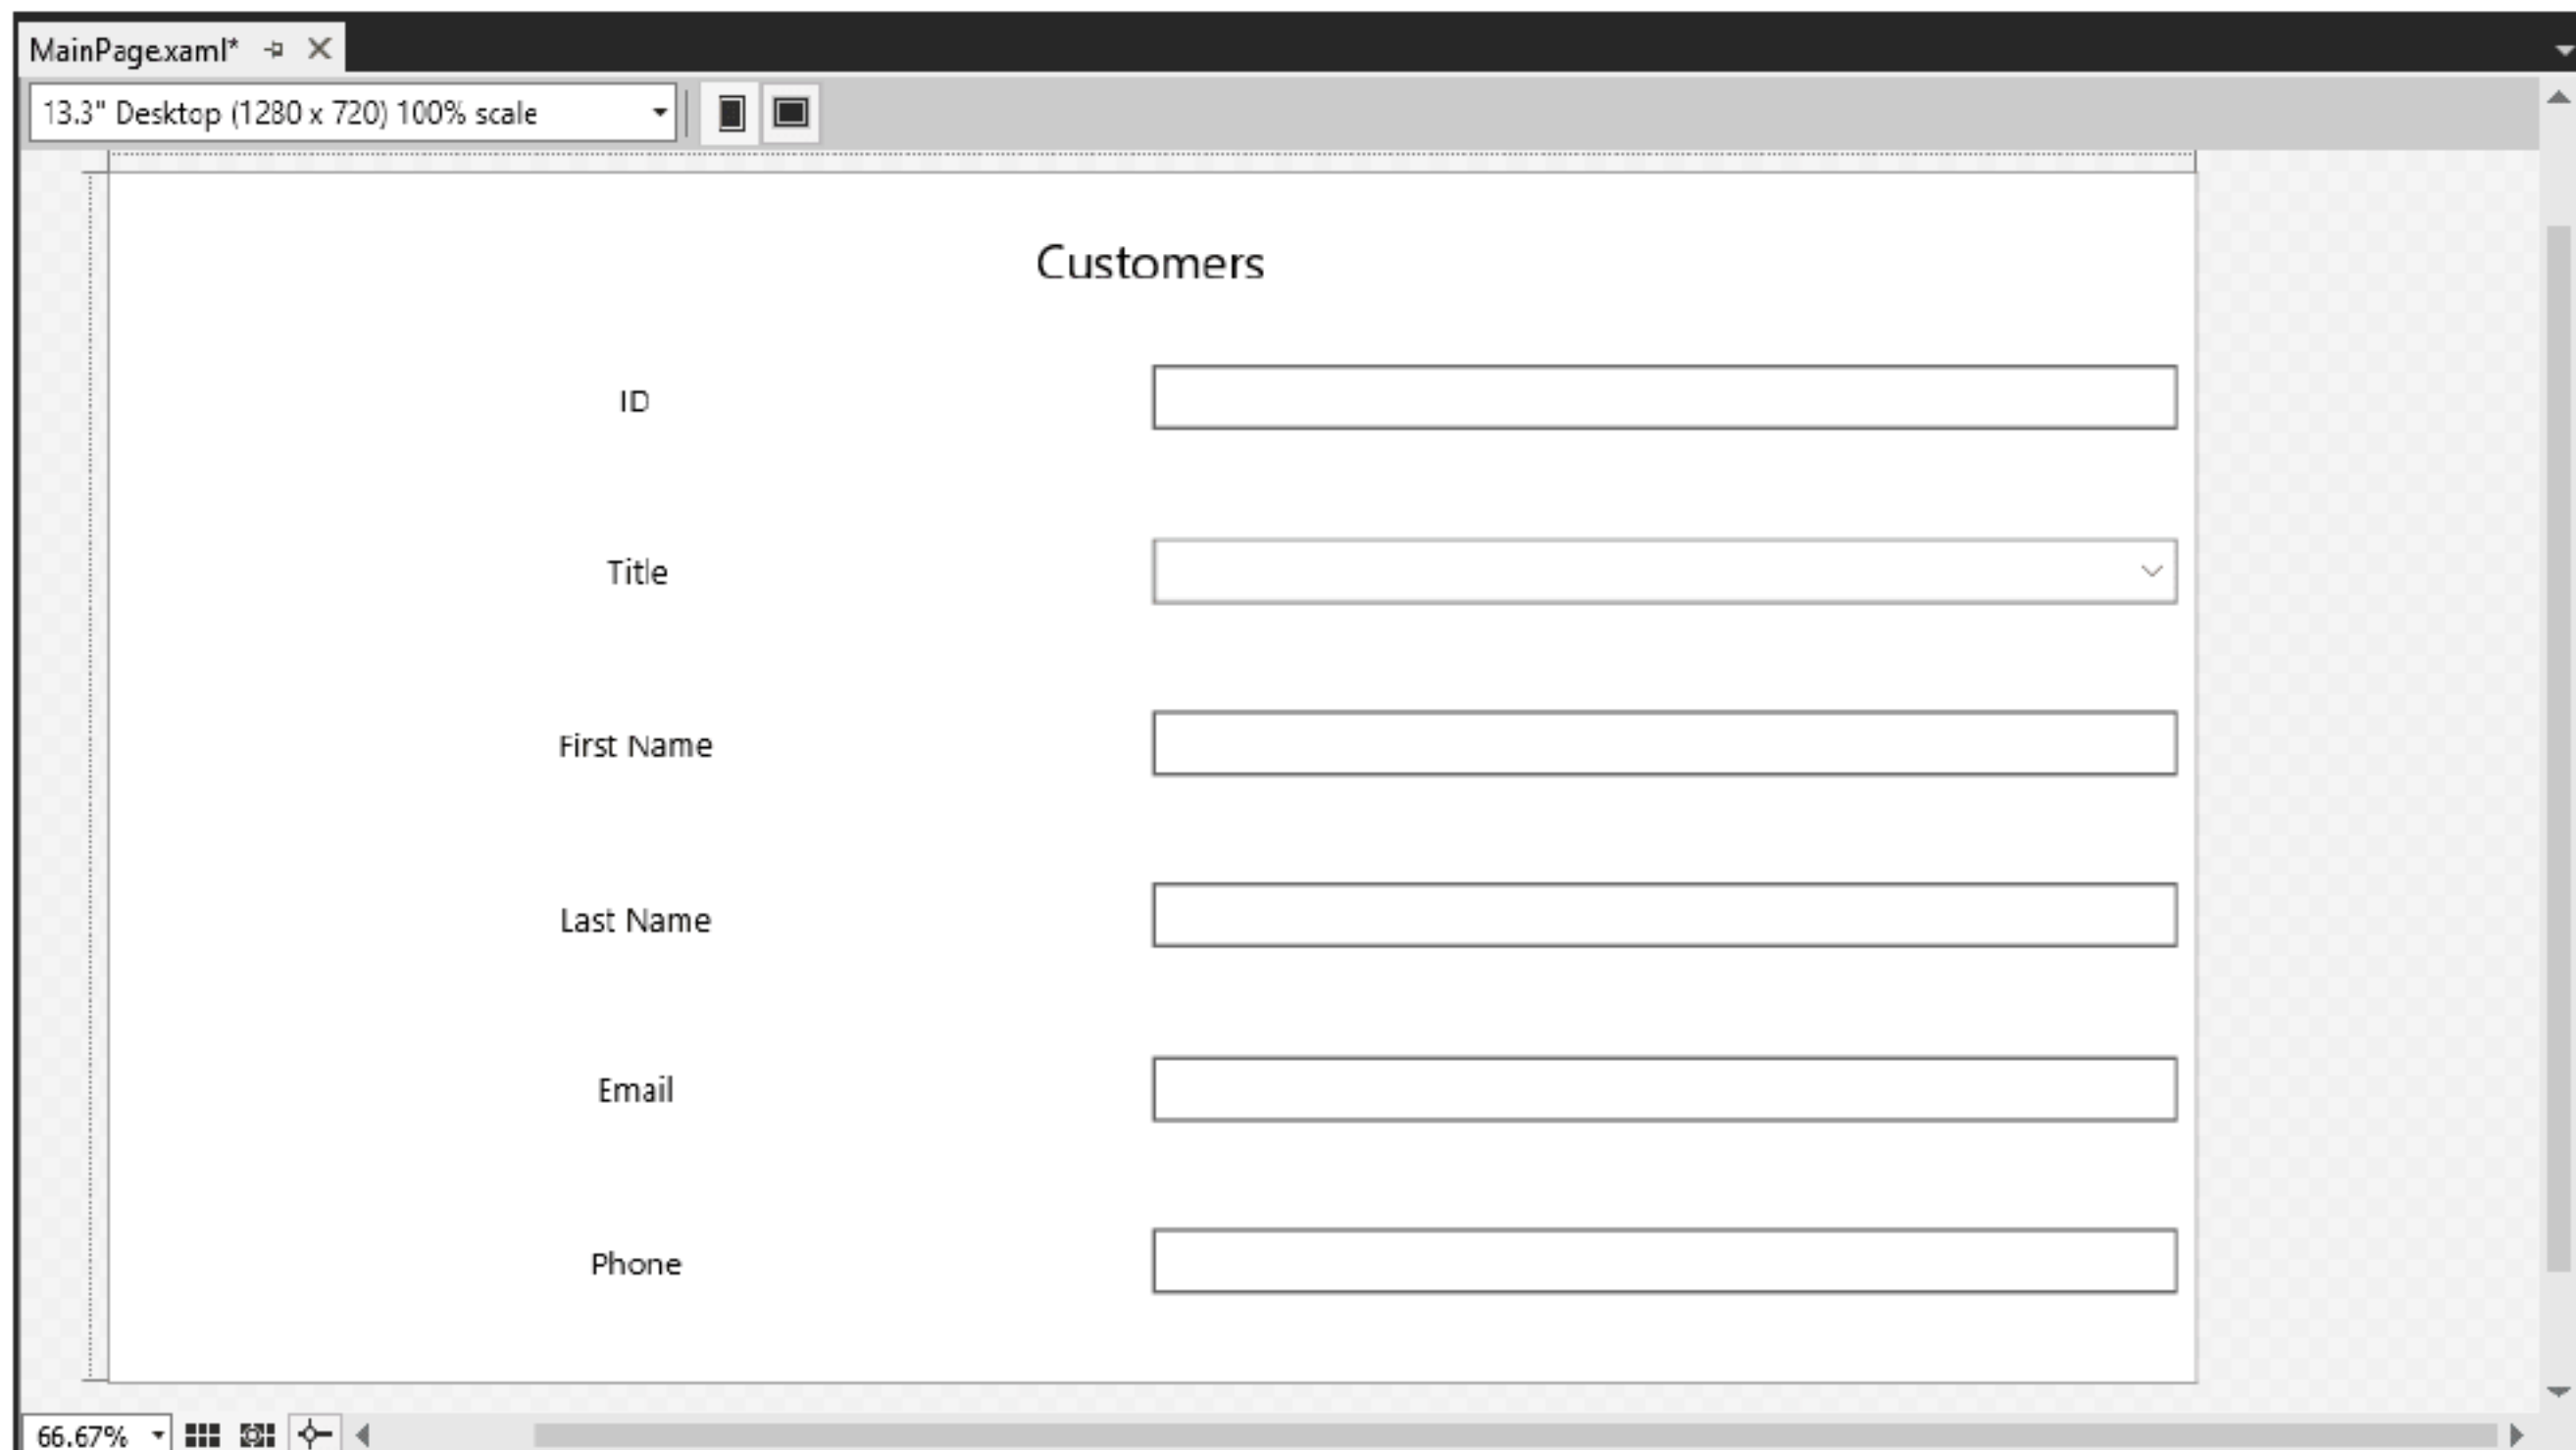 MainPage.xaml*
13.3" Desktop (1280 x 720) 100% scale
Customers
ID
Title
First Name
Last Name
Email
Phone
66.67%